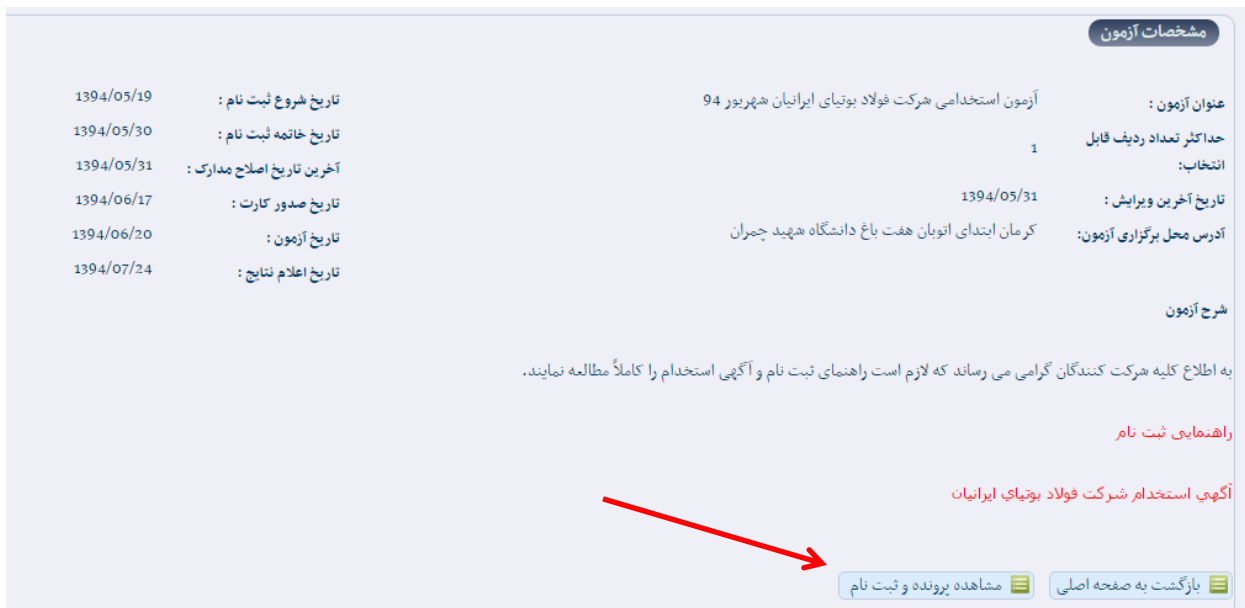 مشخصات آزمون
عنوان آزمون : آزمون استخدامی شرکت فولاد بوتیای ایرانیان شهریور 94
تاریخ شروع ثبت نام : 1394/05/19
حداکثر تعداد ردیف قابل
انتخاب: 1
تاریخ خاتمه ثبت نام : 1394/05/30
آخرین تاریخ اصلاح مدارک : 1394/05/31
تاریخ آخرین ویرایش : 1394/05/31
تاریخ صدور کارت : 1394/06/17
آدرس محل برگزاری آزمون: کرمان ابتدای اتوبان هفت باغ دانشگاه شهید چمران
تاریخ آزمون : 1394/06/20
تاریخ اعلام نتایج : 1394/07/24
شرح آزمون
به اطلاع کلیه شرکت کنندگان گرامی می رساند که لازم است راهنمای ثبت نام و آگهی استخدام را کاملاً مطالعه نمایند.
راهنمایی ثبت نام
آگهي استخدام شرکت فولاد بوتياي ايرانيان
بازگشت به صفحه اصلی
مشاهده پرونده و ثبت نام